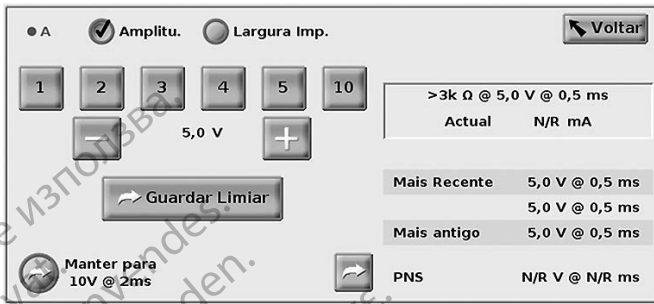 A Amplitu. Largura Imp. Voltar
1 2 3 4 5 10
>3k Ω @ 5,0 V @ 0,5 ms
Actual N/R mA
− 5,0 V +
Guardar Limiar
Mais Recente 5,0 V @ 0,5 ms
5,0 V @ 0,5 ms
Mais antigo 5,0 V @ 0,5 ms
Manter para
10V @ 2ms
PNS N/R V @ N/R ms
използва.